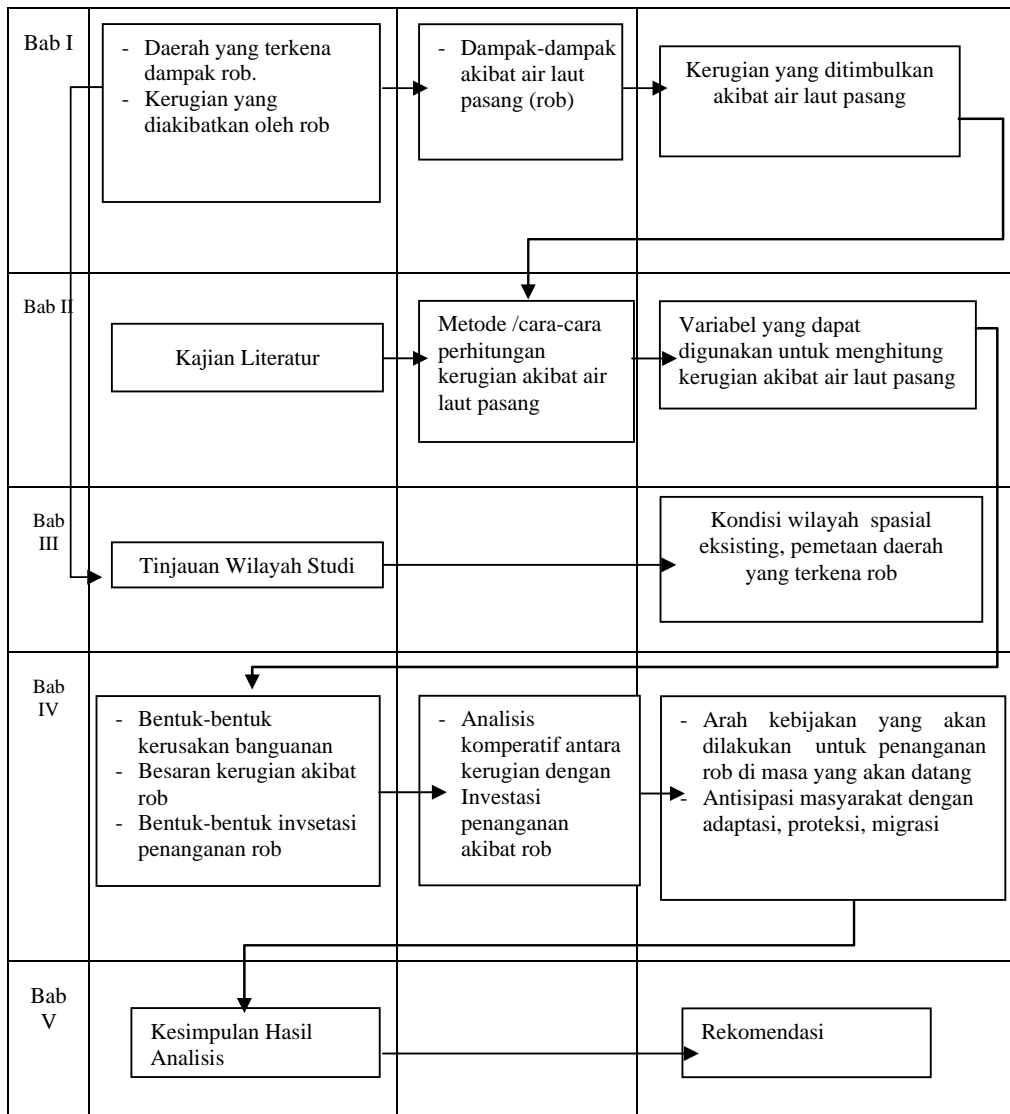 Bab I
- Daerah yang terkena
dampak rob.
- Kerugian yang
diakibatkan oleh rob
- Dampak-dampak
akibat air laut
pasang (rob)
Kerugian yang ditimbulkan
akibat air laut pasang
Bab II
Kajian Literatur
Metode /cara-cara
perhitungan
kerugian akibat air
laut pasang
Variabel yang dapat
digunakan untuk menghitung
kerugian akibat air laut pasang
Bab
III
Tinjauan Wilayah Studi
Kondisi wilayah spasial
eksisting, pemetaan daerah
yang terkena rob
Bab
IV
- Bentuk-bentuk
kerusakan banguanan
- Besaran kerugian akibat
rob
- Bentuk-bentuk invsetasi
penanganan rob
- Analisis
komperatif antara
kerugian dengan
Investasi
penanganan
akibat rob
- Arah kebijakan yang akan
dilakukan untuk penanganan
rob di masa yang akan datang
- Antisipasi masyarakat dengan
adaptasi, proteksi, migrasi
Bab
V
Kesimpulan Hasil
Analisis
Rekomendasi